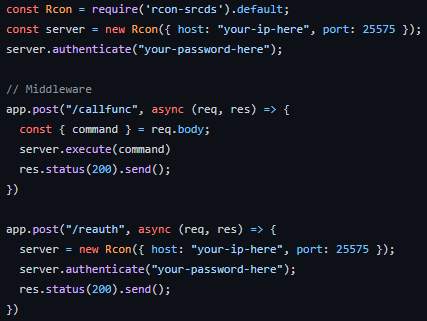 const Rcon = require('rcon-srcds').default;
const server = new Rcon({ host: "your-ip-here", port: 25575 });
server.authenticate("your-password-here");
// Middleware
app.post("/callfunc", async (req, res) => {
const { command } = req.body;
server.execute(command)
res.status(200).send();
})
app.post("/reauth", async (req, res) => {
server = new Rcon({ host: "your-ip-here", port: 25575 });
server.authenticate("your-password-here");
res.status(200).send();
})